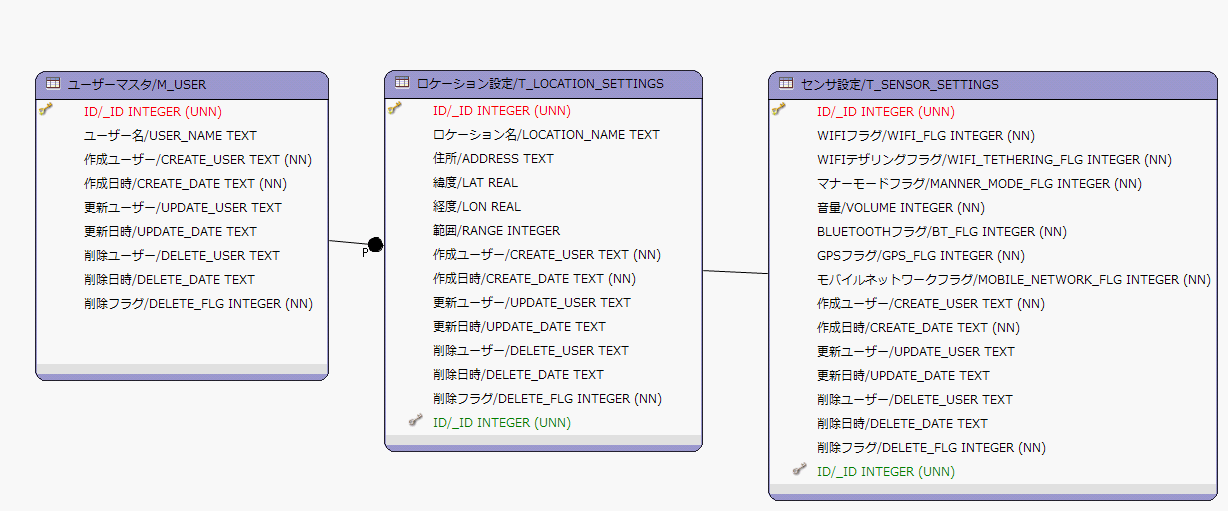 ユーザーマスタ/M_USER
ID/_ID INTEGER (UNN)
ユーザー名/USER_NAME TEXT
作成ユーザー/CREATE_USER TEXT (NN)
作成日時/CREATE_DATE TEXT (NN)
更新ユーザー/UPDATE_USER TEXT
更新日時/UPDATE_DATE TEXT
削除ユーザー/DELETE_USER TEXT
削除日時/DELETE_DATE TEXT
削除フラグ/DELETE_FLG INTEGER (NN)
P
ロケーション設定/T_LOCATION_SETTINGS
ID/_ID INTEGER (UNN)
ロケーション名/LOCATION_NAME TEXT
住所/ADDRESS TEXT
緯度/LAT REAL
経度/LON REAL
範囲/RANGE INTEGER
作成ユーザー/CREATE_USER TEXT (NN)
作成日時/CREATE_DATE TEXT (NN)
更新ユーザー/UPDATE_USER TEXT
更新日時/UPDATE_DATE TEXT
削除ユーザー/DELETE_USER TEXT
削除日時/DELETE_DATE TEXT
削除フラグ/DELETE_FLG INTEGER (NN)
ID/_ID INTEGER (UNN)
センサ設定/T_SENSOR_SETTINGS
ID/_ID INTEGER (UNN)
WIFIフラグ/WIFI_FLG INTEGER (NN)
WIFIテザリングフラグ/WIFI_TETHERING_FLG INTEGER (NN)
マナーモードフラグ/MANNER_MODE_FLG INTEGER (NN)
音量/VOLUME INTEGER (NN)
BLUETOOTHフラグ/BT_FLG INTEGER (NN)
GPSフラグ/GPS_FLG INTEGER (NN)
モバイルネットワークフラグ/MOBILE_NETWORK_FLG INTEGER (NN)
作成ユーザー/CREATE_USER TEXT (NN)
作成日時/CREATE_DATE TEXT (NN)
更新ユーザー/UPDATE_USER TEXT
更新日時/UPDATE_DATE TEXT
削除ユーザー/DELETE_USER TEXT
削除日時/DELETE_DATE TEXT
削除フラグ/DELETE_FLG INTEGER (NN)
ID/_ID INTEGER (UNN)